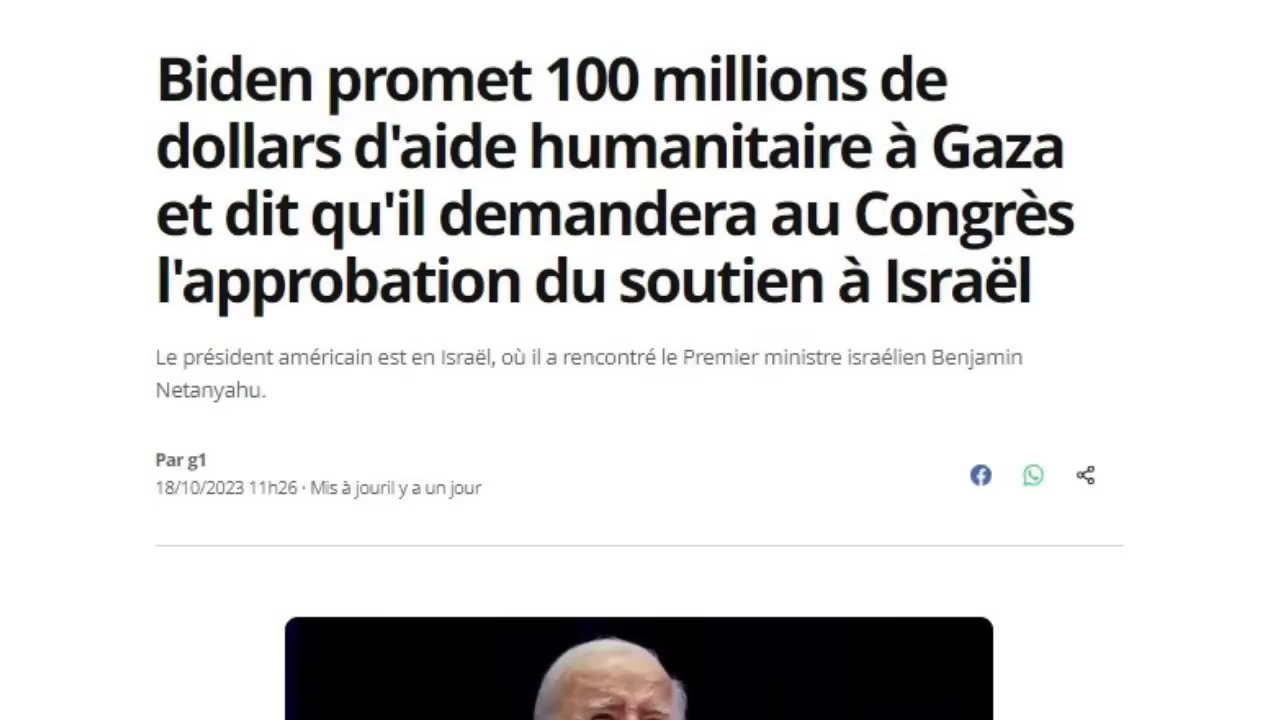 Biden promet 100 millions de
dollars d'aide humanitaire à Gaza
et dit qu'il demandera au Congrès
l'approbation du soutien à Israël
Le président américain est en Israël, où il a rencontré le Premier ministre israélien Benjamin
Netanyahu.
Par g1
18/10/2023 11h26 · Mis à jouril y a un jour